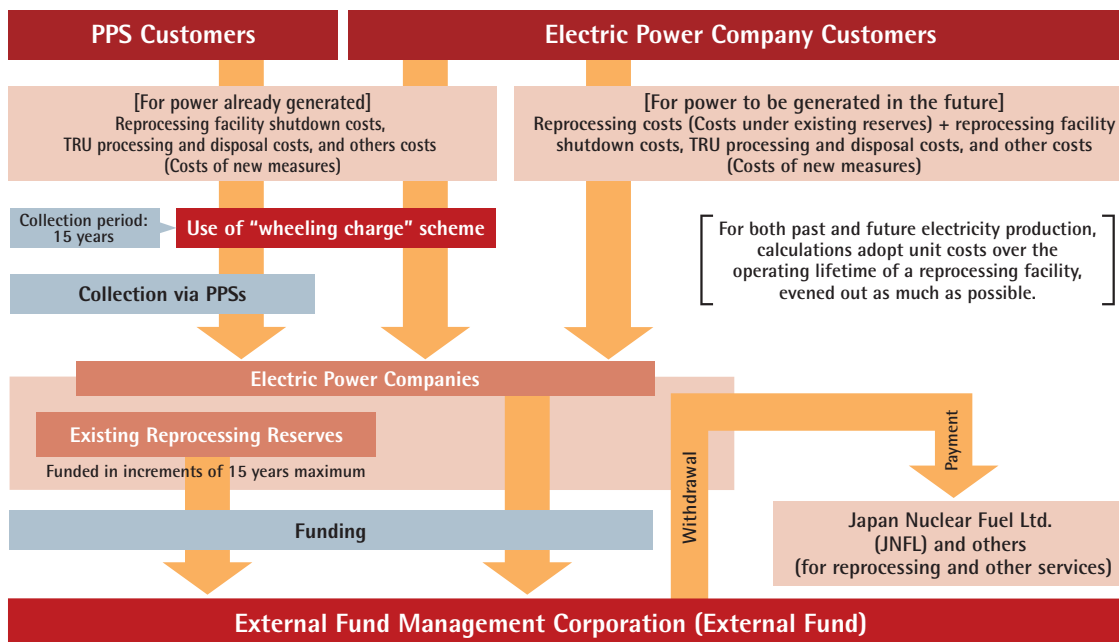 PPS Customers
Electric Power Company Customers
[For power already generated]
Reprocessing facility shutdown costs,
TRU processing and disposal costs, and others costs
(Costs of new measures)
[For power to be generated in the future]
Reprocessing costs (Costs under existing reserves) + reprocessing facility
shutdown costs, TRU processing and disposal costs, and other costs
(Costs of new measures)
Collection period:
15 years
Use of “wheeling charge” scheme
For both past and future electricity production,
calculations adopt unit costs over the
operating lifetime of a reprocessing facility,
evened out as much as possible.
Collection via PPSs
Electric Power Companies
Existing Reprocessing Reserves
Funded in increments of 15 years maximum
Withdrawal
Payment
Funding
Japan Nuclear Fuel Ltd.
(JNFL) and others
(for reprocessing and other services)
External Fund Management Corporation (External Fund)